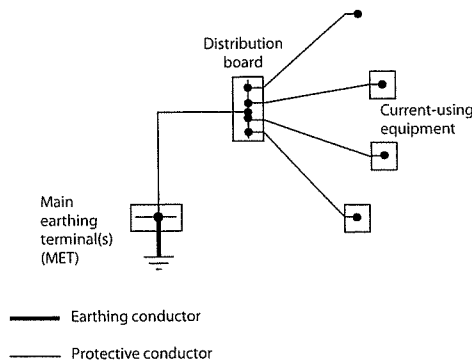 Distribution
board
Current-using
equipment
Main
earthing
terminal(s)
(MET)
Earthing conductor
Protective conductor